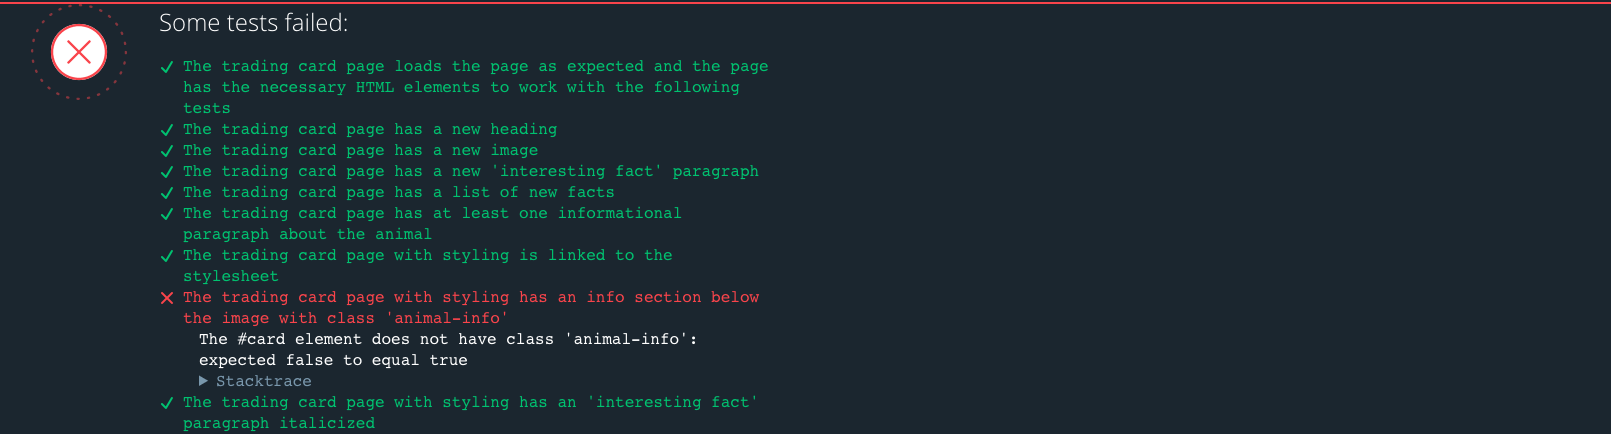 Some tests failed:
The trading card page loads the page as expected and the page
has the necessary HTML elements to work with the following
tests
The trading card page has a new heading
The trading card page has a new image
The trading card page has a new 'interesting fact' paragraph
The trading card page has a list of new facts
The trading card page has at least one informational
paragraph about the animal
The trading card page with styling is linked to the
stylesheet
The trading card page with styling has an info section below
the image with class 'animal-info'
The #card element does not have class 'animal-info':
expected false to equal true
Stacktrace
The trading card page with styling has an 'interesting fact'
paragraph italicized